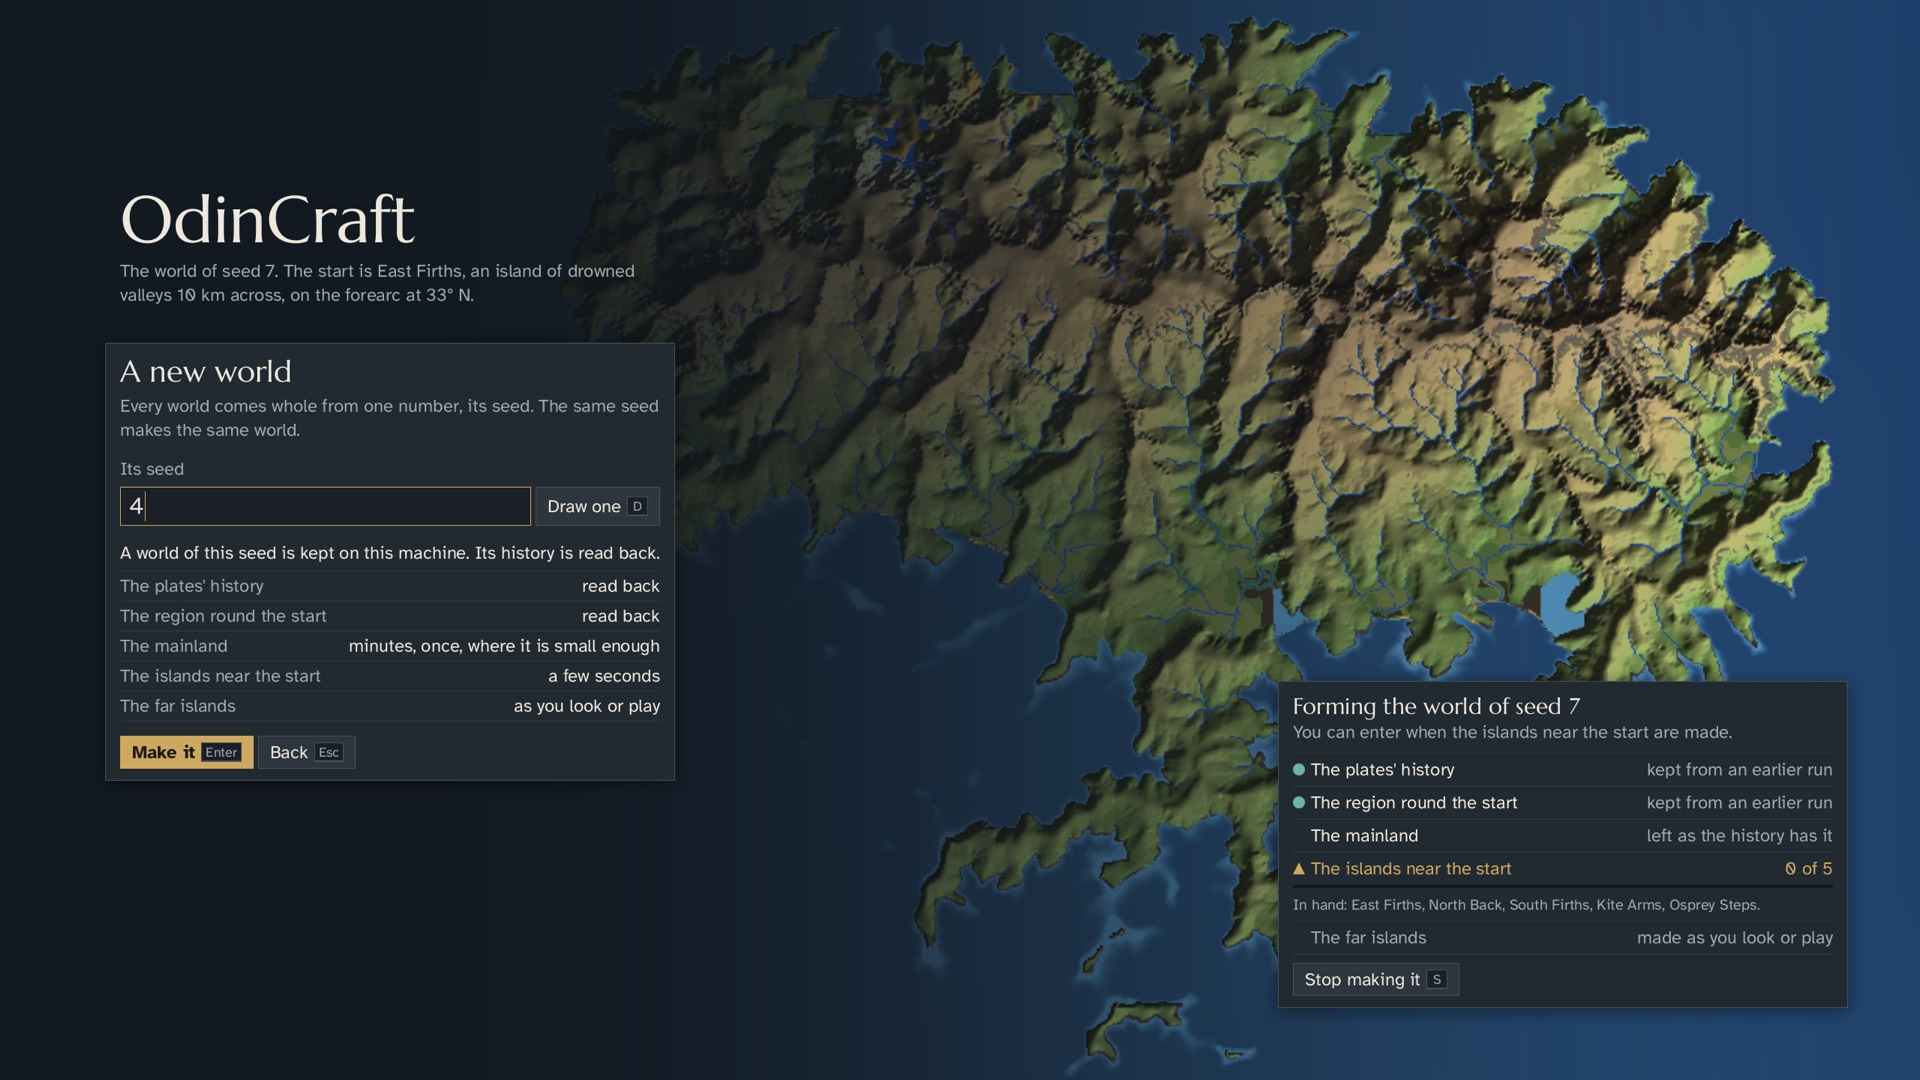 OdinCraft
The world of seed 7. The start is East Firths, an island of drowned
valleys 10 km across, on the forearc at 33° N.
A new world
Every world comes whole from one number, its seed. The same seed
makes the same world.
Its seed
4
Draw one D
A world of this seed is kept on this machine. Its history is read back.
The plates' history read back
The region round the start read back
The mainland minutes, once, where it is small enough
The islands near the start a few seconds
The far islands as you look or play
Make it Enter Back Esc
Forming the world of seed 7
You can enter when the islands near the start are made.
The plates' history kept from an earlier run
The region round the start kept from an earlier run
The mainland left as the history has it
The islands near the start 0 of 5
In hand: East Firths, North Back, South Firths, Kite Arms, Osprey Steps.
The far islands made as you look or play
Stop making it S